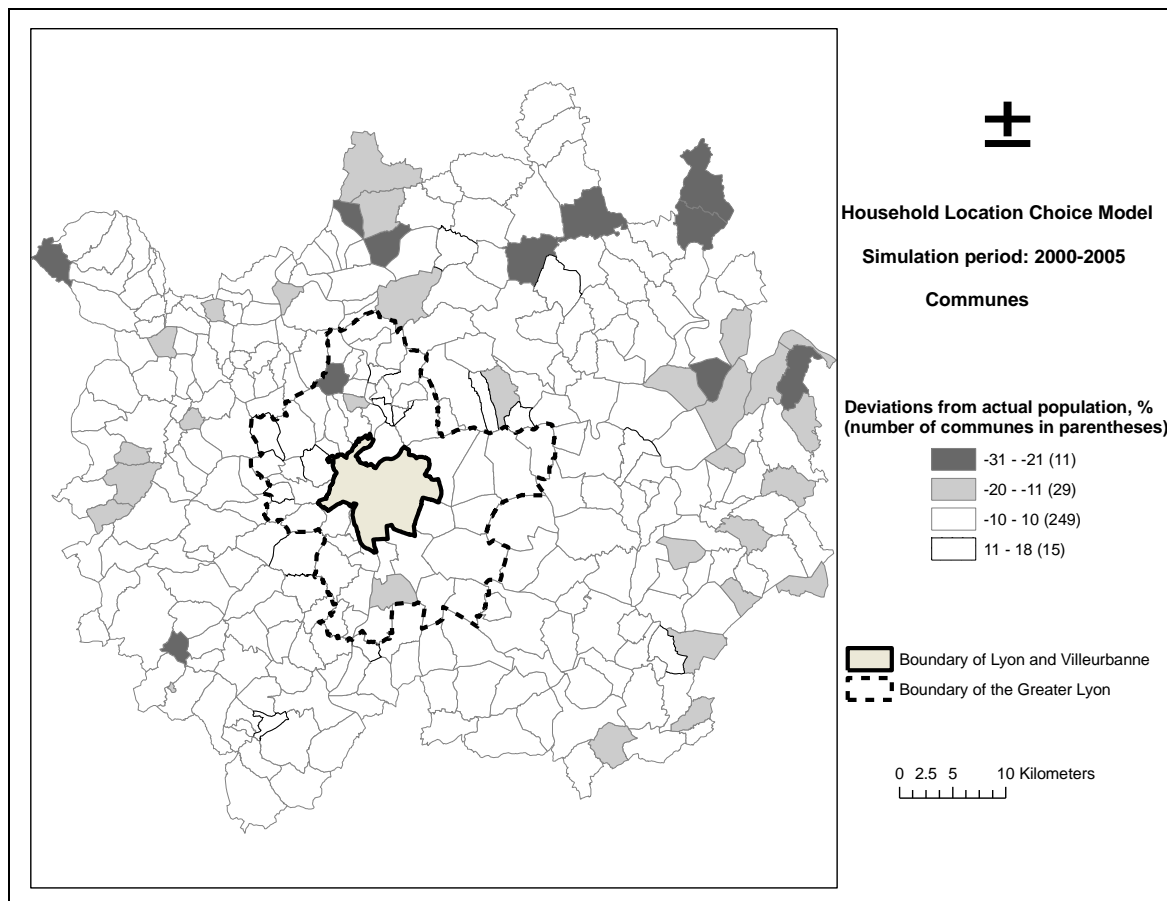 ±
Household Location Choice Model
Simulation period: 2000-2005
Communes
Deviations from actual population, %
(number of communes in parentheses)
-31 - -21 (11)
-20 - -11 (29)
-10 - 10 (249)
11 - 18 (15)
Boundary of Lyon and Villeurbanne
Boundary of the Greater Lyon
0 2.5 5 10 Kilometers